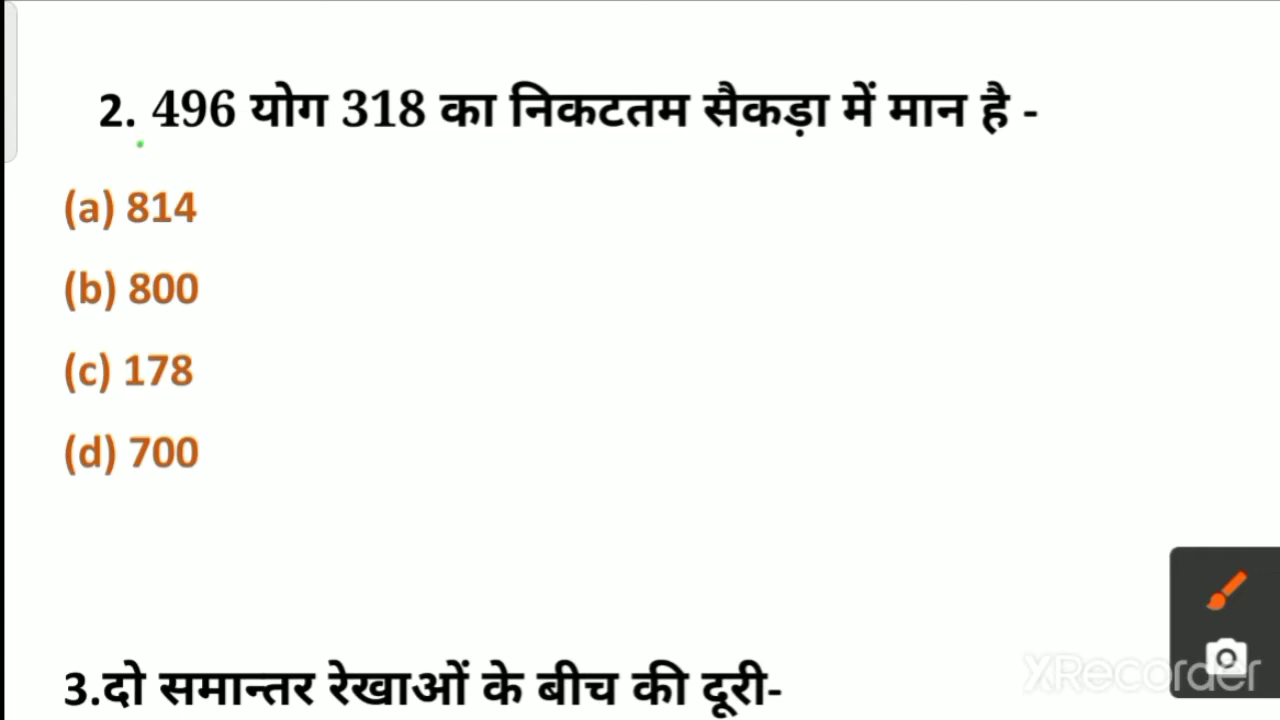 2. 496 योग 318 का निकटतम सैकड़ा में मान है -
(a) 814
(b) 800
(c) 178
(d) 700
3.दो समान्तर रेखाओं के बीच की दूरी-
XRecorder